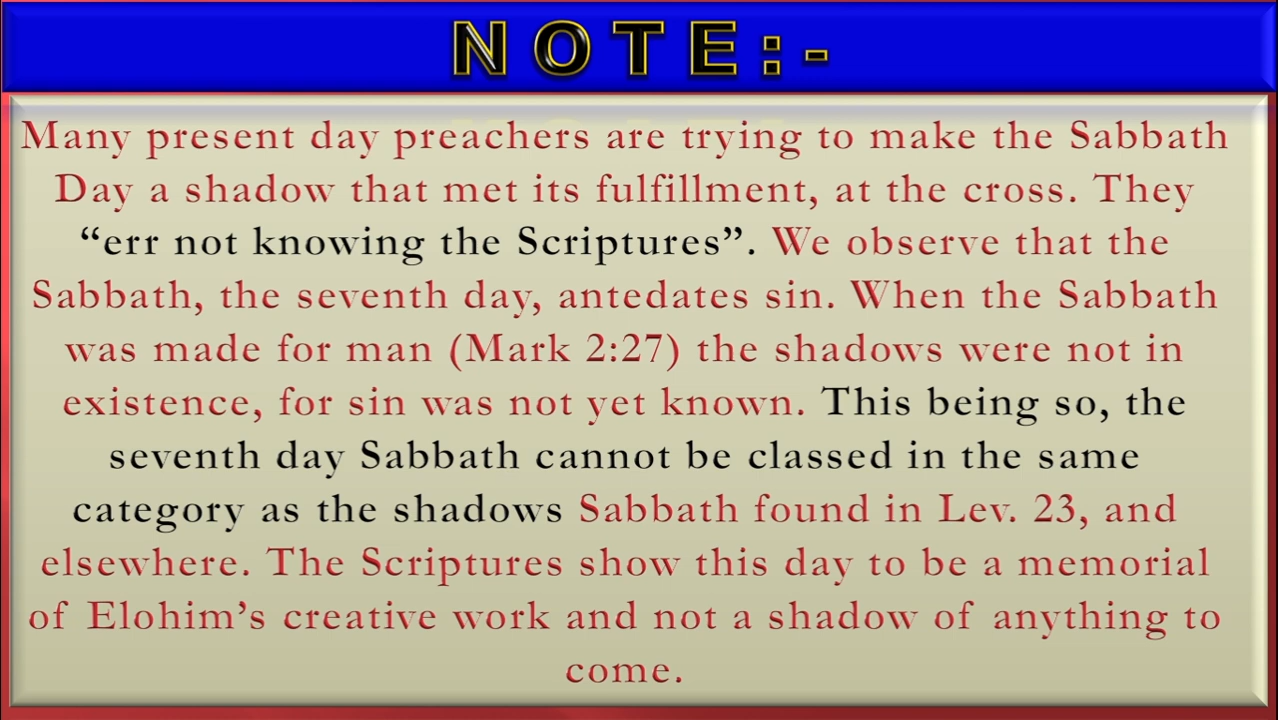 NOTE:-
Many present day preachers are trying to make the Sabbath
Day a shadow that met its fulfillment, at the cross. They
“err not knowing the Scriptures”. We observe that the
Sabbath, the seventh day, antedates sin. When the Sabbath
was made for man (Mark 2:27) the shadows were not in
existence, for sin was not yet known. This being so, the
seventh day Sabbath cannot be classed in the same
category as the shadows Sabbath found in Lev. 23, and
elsewhere. The Scriptures show this day to be a memorial
of Elohim’s creative work and not a shadow of anything to
come.